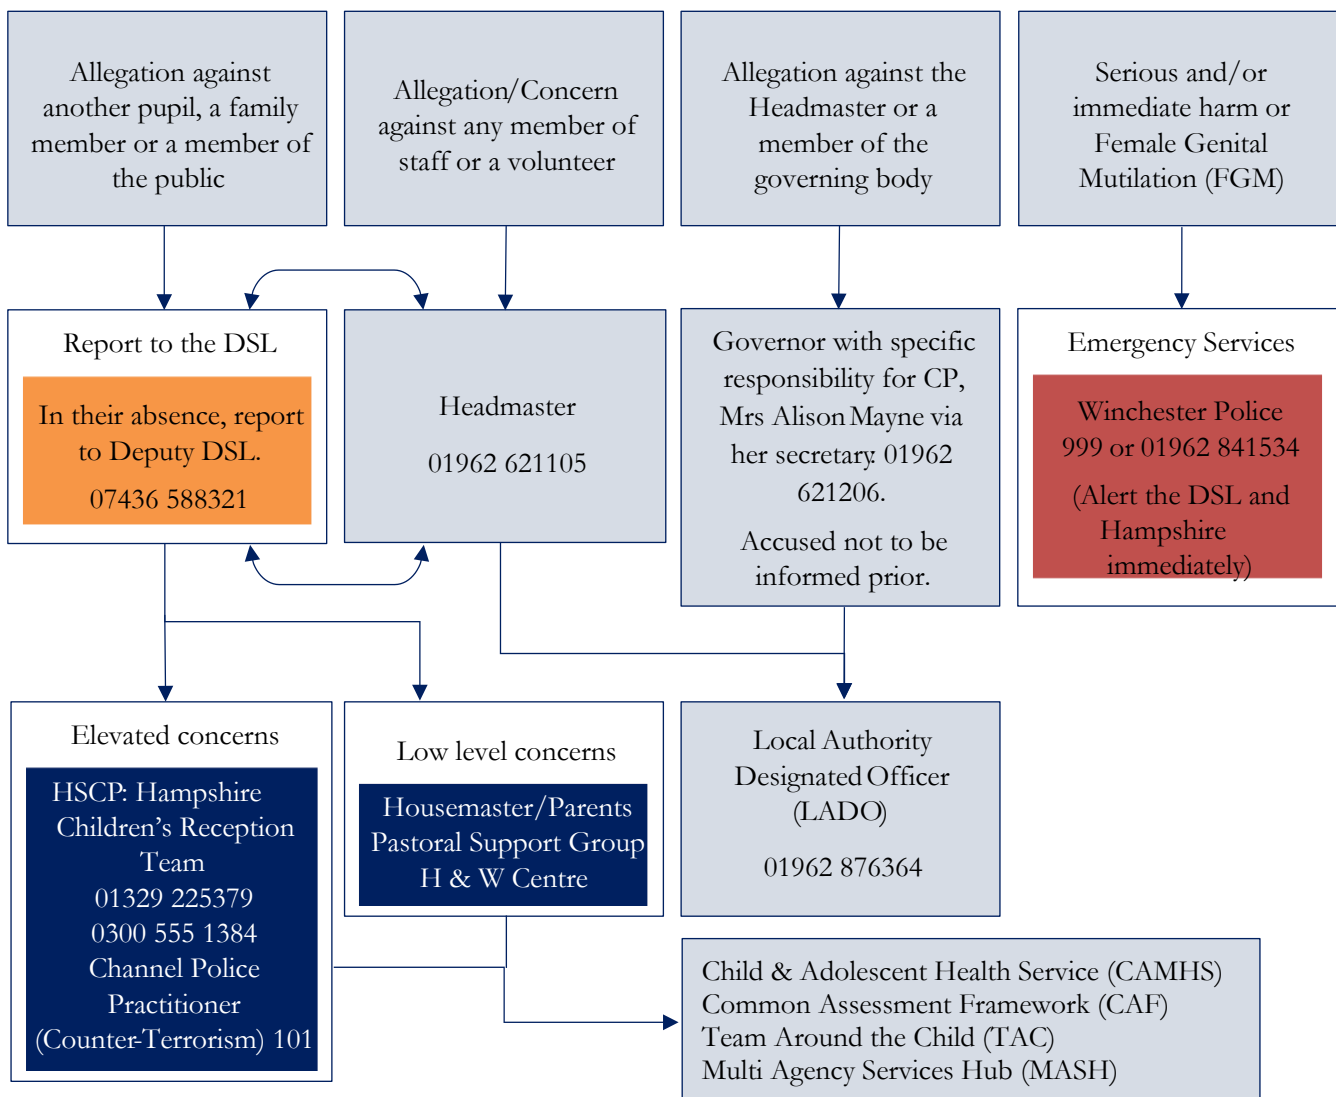 Allegation against
another pupil, a family
member or a member of
the public
Allegation/Concern
against any member of
staff or a volunteer
Allegation against the
Headmaster or a
member of the
governing body
Serious and/or
immediate harm or
Female Genital
Mutilation (FGM)
Report to the DSL
In their absence, report
to Deputy DSL.
07436 588321
Headmaster
01962 621105
Governor with specific
responsibility for CP,
Mrs Alison Mayne via
her secretary: 01962
621206.
Accused not to be
informed prior.
Emergency Services
Winchester Police
999 or 01962 841534
(Alert the DSL and
Hampshire
immediately)
Elevated concerns
HSCP: Hampshire
Children's Reception
Team
01329 225379
0300 555 1384
Channel Police
Practitioner
(Counter-Terrorism) 101
Low level concerns
Housemaster/Parents
Pastoral Support Group
H & W Centre
Local Authority
Designated Officer
(LADO)
01962 876364
Child & Adolescent Health Service (CAMHS)
Common Assessment Framework (CAF)
Team Around the Child (TAC)
Multi Agency Services Hub (MASH)